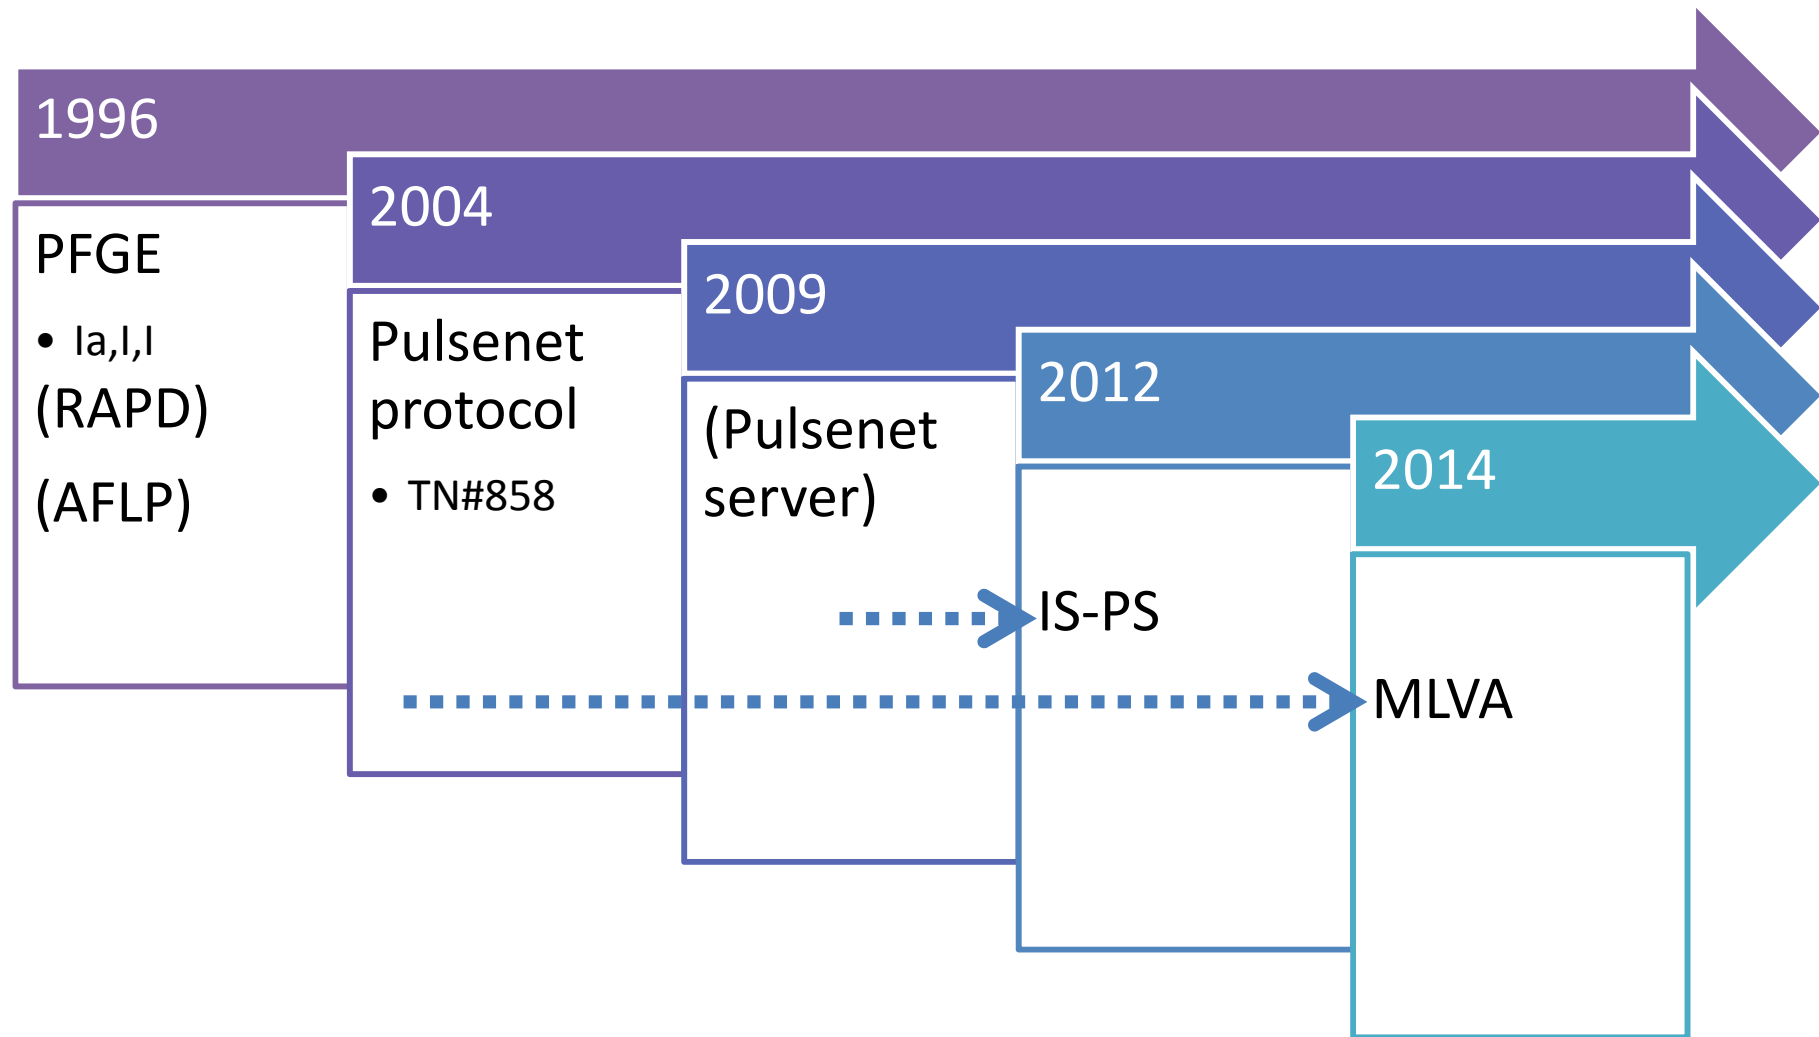 1996
PFGE
• Ia,I,I
(RAPD)
(AFLP)
2004
Pulsenet
protocol
• TN#858
2009
(Pulsenet
server)
2012
IS-PS
2014
MLVA